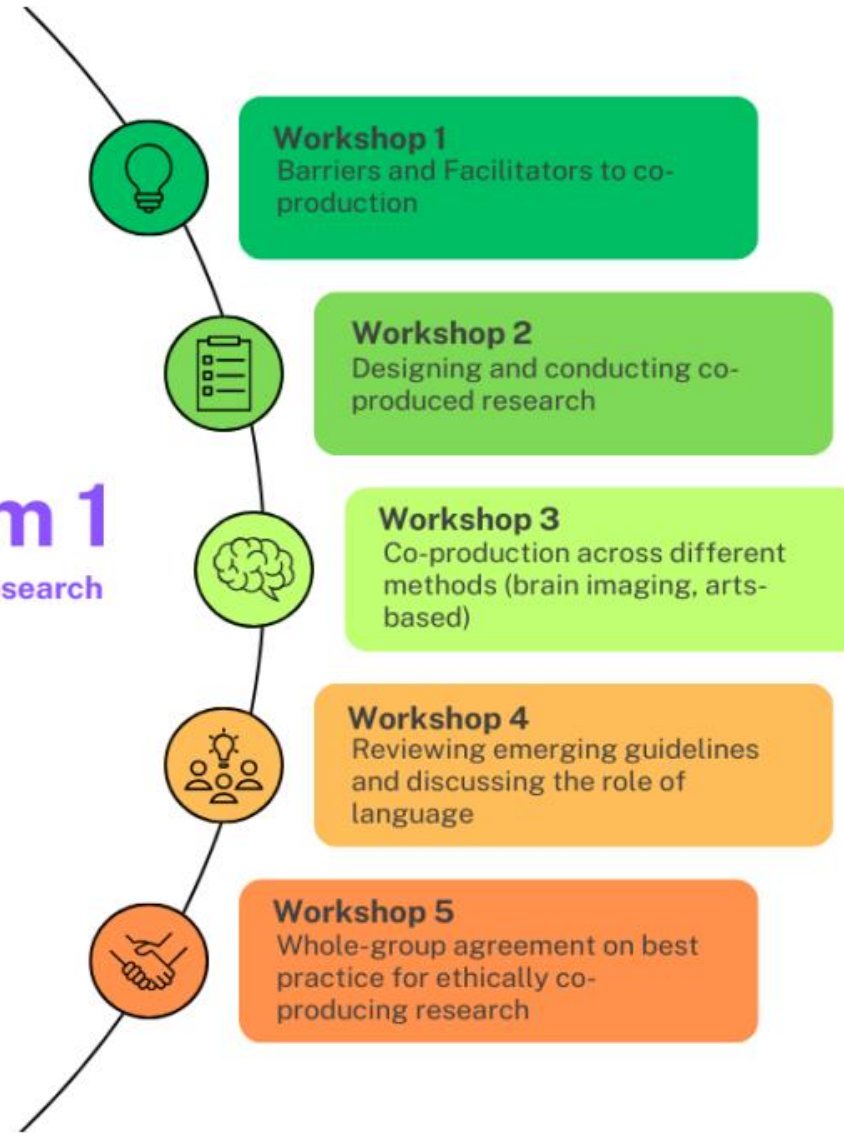 Workshop 1
Barriers and Facilitators to co-
production
Workshop 2
Designing and conducting co-
produced research
m 1
search
Workshop 3
Co-production across different
methods (brain imaging, arts-
based)
Workshop 4
Reviewing emerging guidelines
and discussing the role of
language
Workshop 5
Whole-group agreement on best
practice for ethically co-
producing research